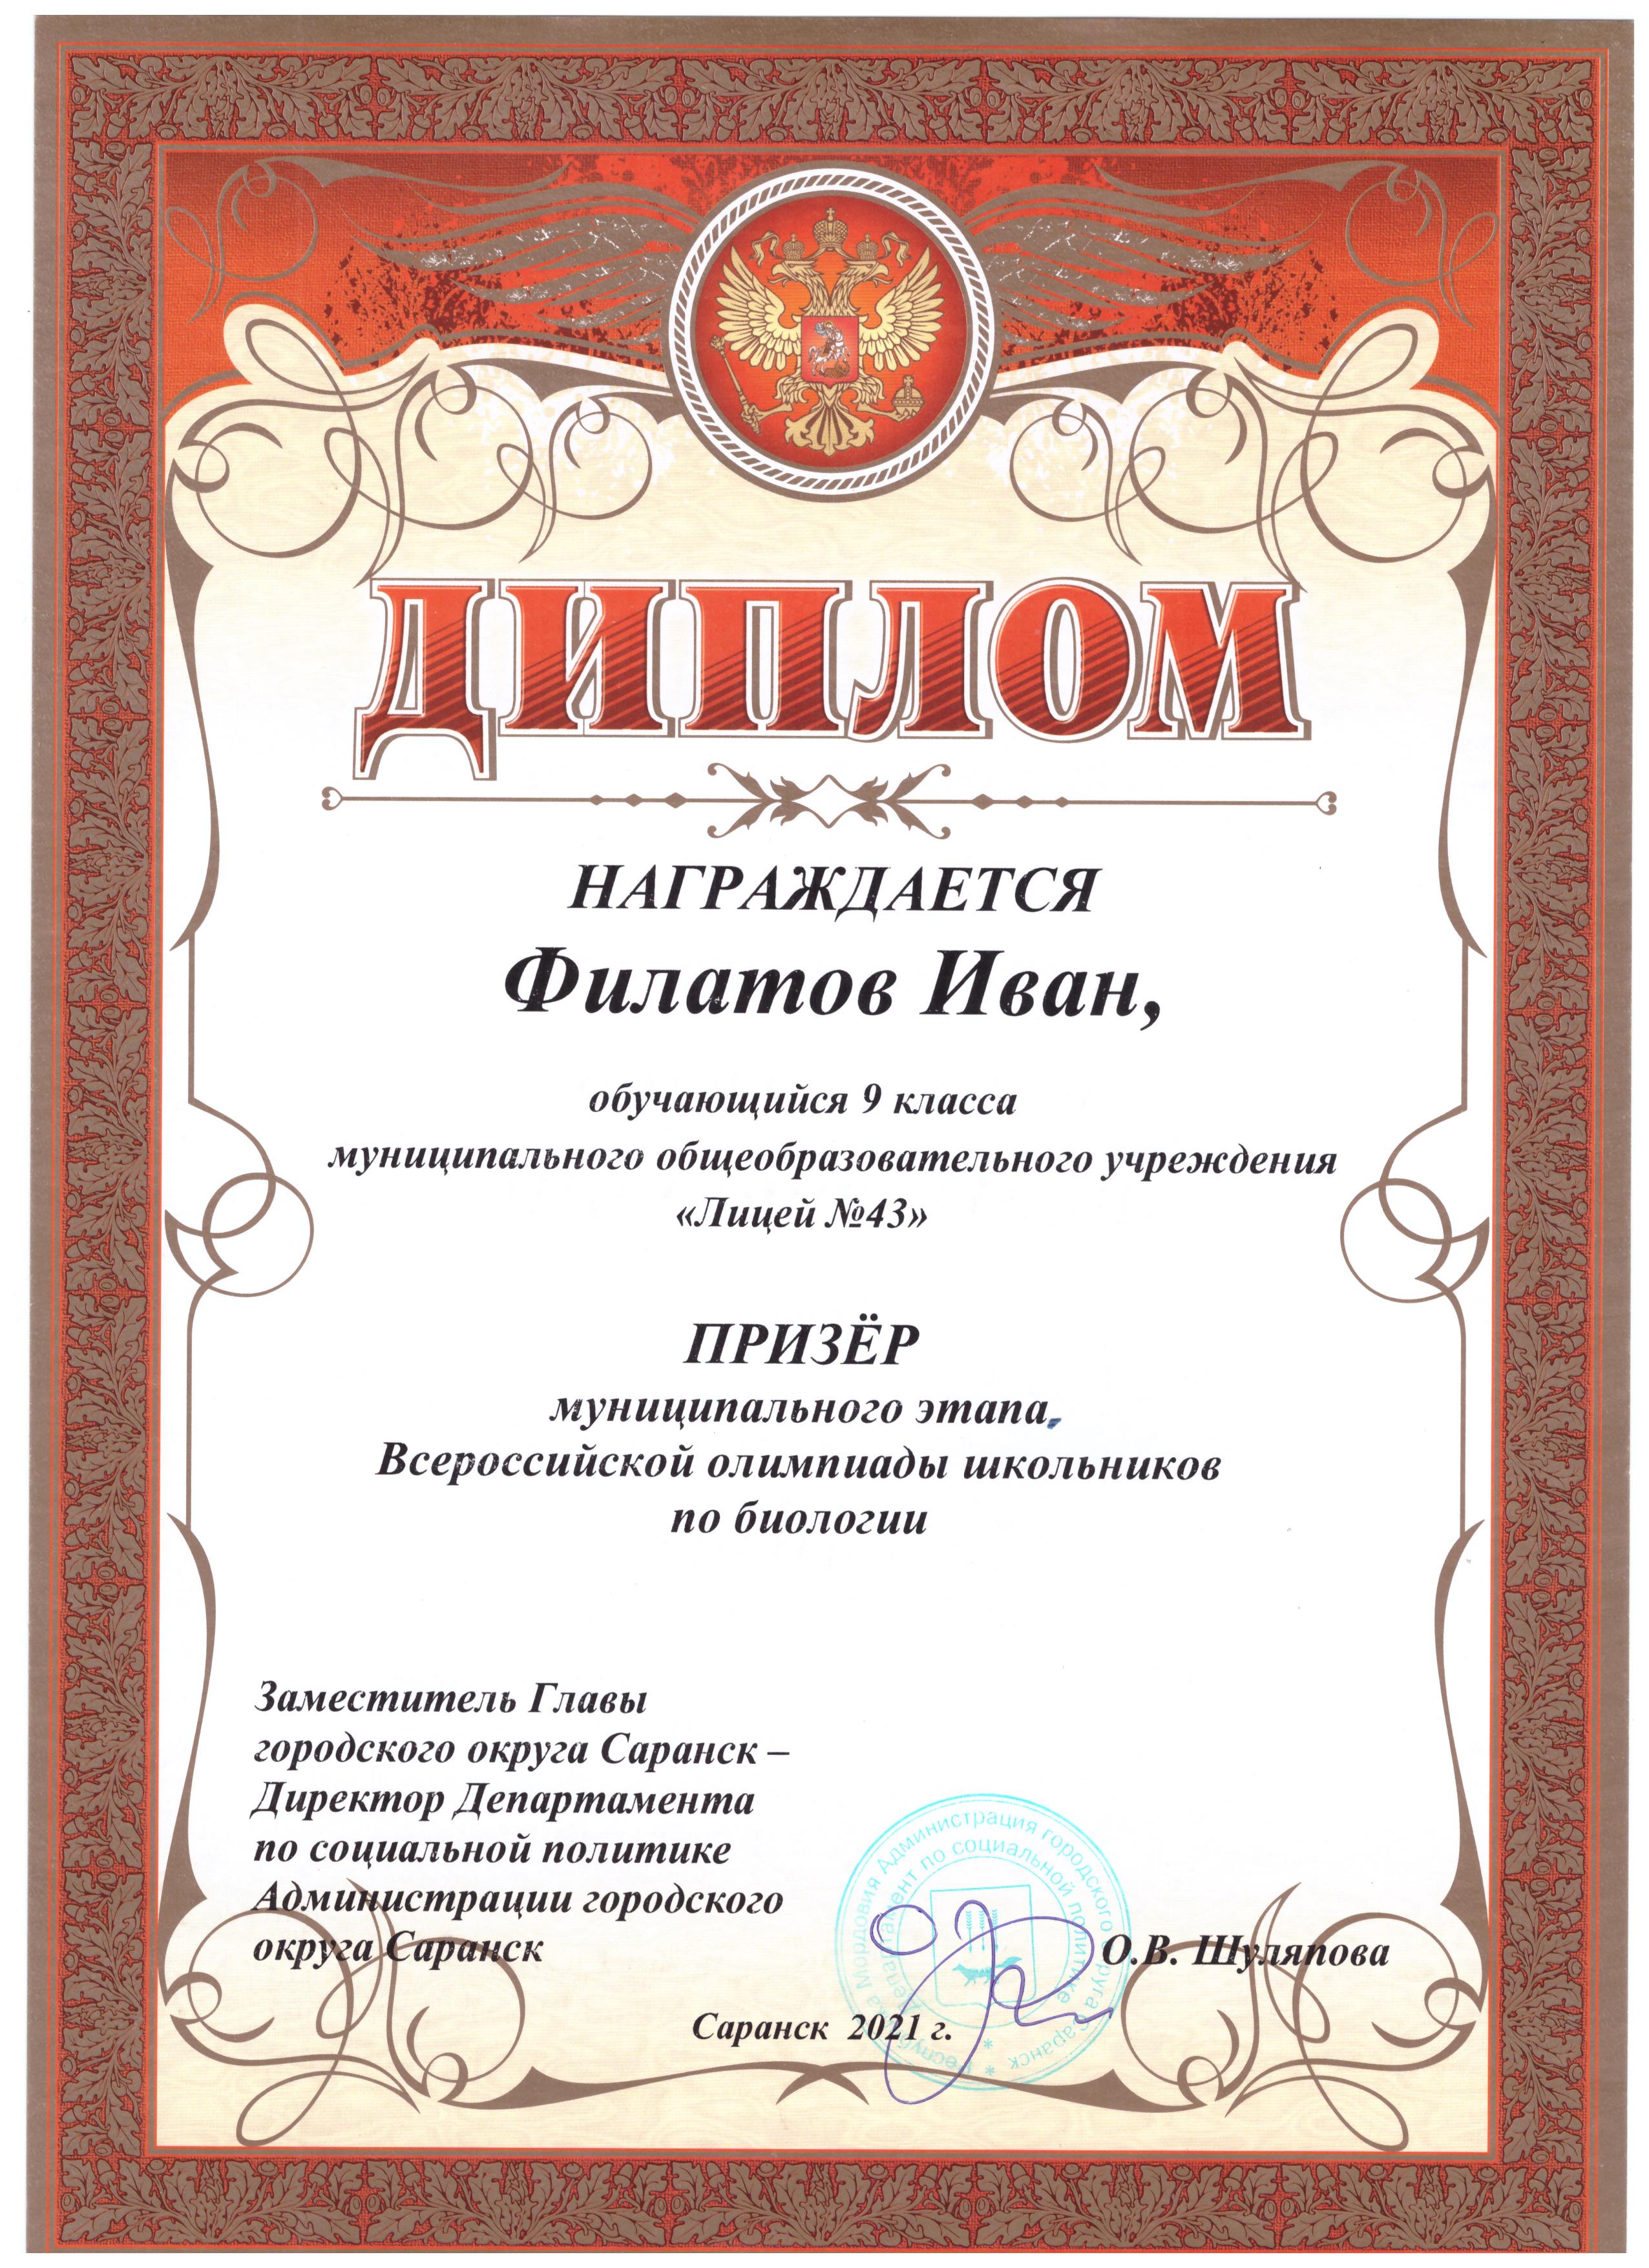 ДИПЛОМ
НАГРАЖДАЕТСЯ
Филатов Иван,
обучающийся 9 класса
муниципального общеобразовательного учреждения
«Лицей №43»
ПРИЗЁР
муниципального этапа,
Всероссийской олимпиады школьников
по биологии
Заместитель Главы
городского округа Саранск –
Директор Департамента
по социальной политике
Администрации городского
округа Саранск
О.В. Шуляпова
Республика Мордовия Администрация городского округа Саранск
Департамент по социальной политике
Саранск 2021 г.